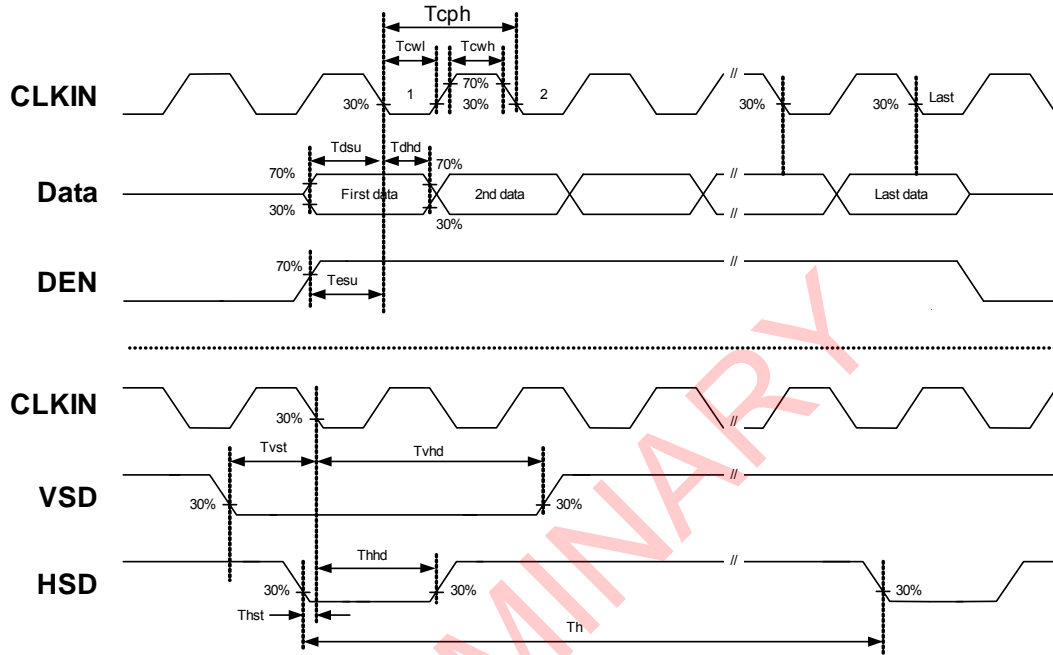 Tcph
Tcwl Tcwh
CLKIN
30% 1 70% 30% 2 // 30% 30% Last
Tdsu Tdhd
70% 70%
Data First data 2nd data // Last data
30% 30% //
DEN 70% Tesu //
CLKIN
30% //
Tvst Tvhd
VSD 30% 30% //
Thhd
HSD 30% 30% // 30%
Thst
Th
MINARY